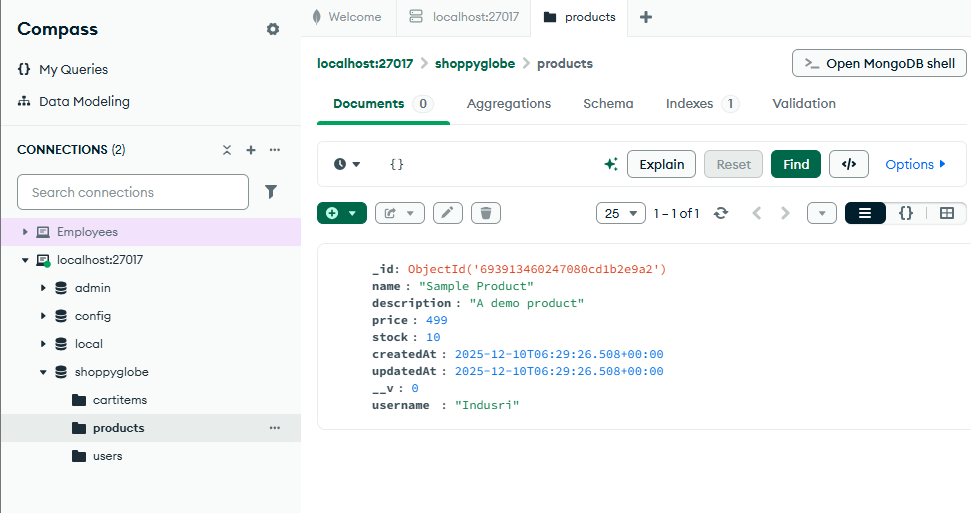 Compass
My Queries
Data Modeling
CONNECTIONS (2)
Search connections
Employees
localhost:27017
admin
config
local
shoppyglobe
cartitems
products
users
Welcome
localhost:27017
products
localhost:27017 > shoppyglobe > products
>_ Open MongoDB shell
Documents 0 Aggregations Schema Indexes 1 Validation
{} Explain Reset Find </> Options
25 1 – 1 of 1 {}
_id: ObjectId('693913460247080cd1b2e9a2')
name : "Sample Product"
description : "A demo product"
price : 499
stock : 10
createdAt : 2025-12-10T06:29:26.508+00:00
updatedAt : 2025-12-10T06:29:26.508+00:00
__v : 0
username : "Indusri"